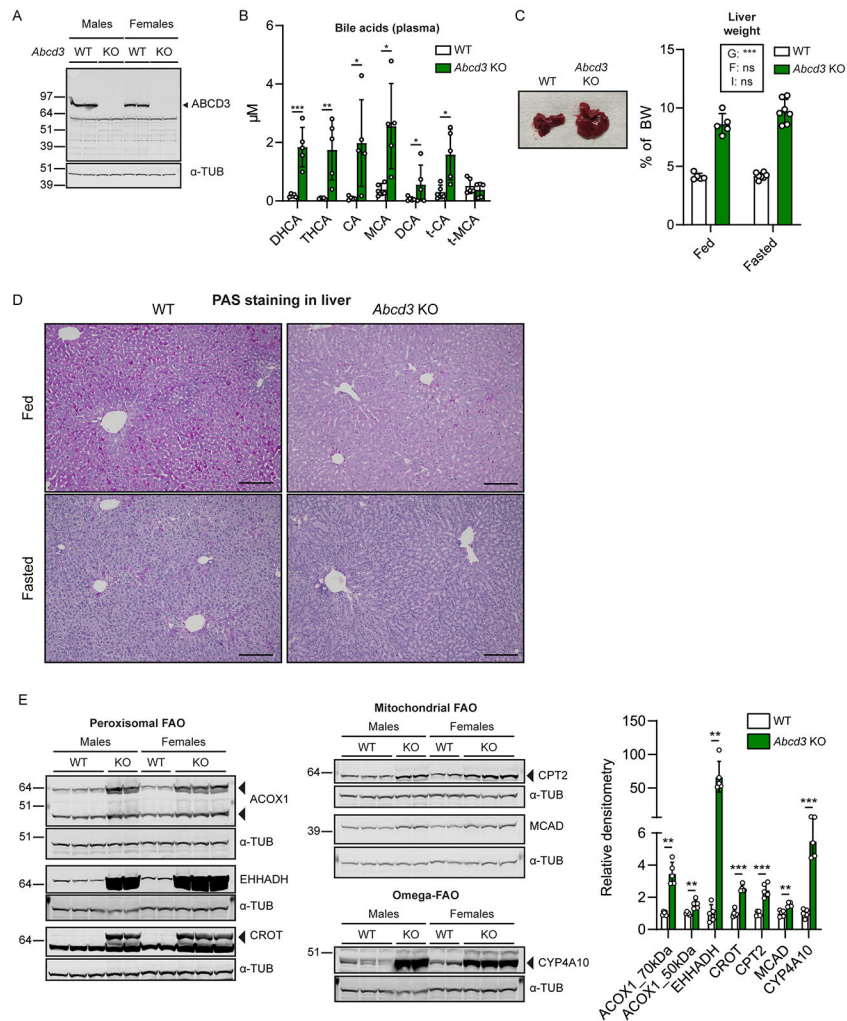 A
Males Females
Abcd3 WT KO WT KO
97
64
51
39
ABCD3
51
39
α-TUB
B
Bile acids (plasma)
WT
Abcd3 KO
μM
6
4
2
0
*** ** * * * *
DHCA THCA CA MCA DCA t-CA t-MCA
C
WT Abcd3 KO
Liver
weight
G: ***
F: ns
I: ns
WT
Abcd3 KO
% of BW
15
10
5
0
Fed Fasted
D
PAS staining in liver
WT Abcd3 KO
Fed
Fasted
E
Peroxisomal FAO
Males Females
WT KO WT KO
64
51
ACOX1
51
α-TUB
64
EHHADH
α-TUB
64
CROT
α-TUB
Mitochondrial FAO
Males Females
WT KO WT KO
64
CPT2
α-TUB
39
MCAD
α-TUB
Omega-FAO
Males Females
WT KO WT KO
51
CYP4A10
α-TUB
WT
Abcd3 KO
Relative densitometry
150
100
50
6
4
2
0
** ** ** *** *** ** ***
ACOX1_70kDa ACOX1_50kDa EHHADH CROT CPT2 MCAD CYP4A10